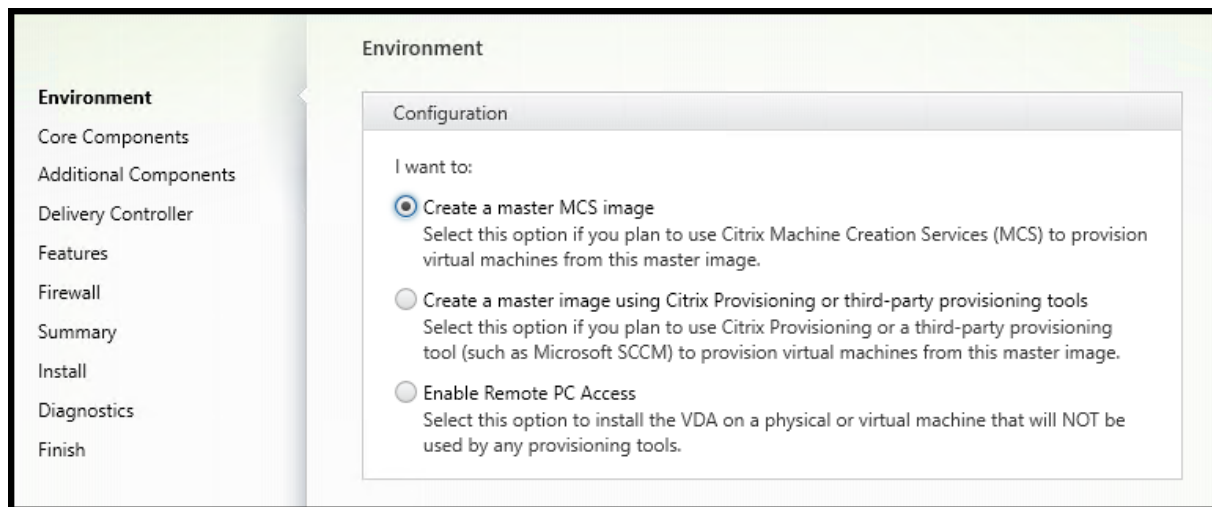 Environment
Core Components
Additional Components
Delivery Controller
Features
Firewall
Summary
Install
Diagnostics
Finish
Environment
Configuration
I want to:
Create a master MCS image
Select this option if you plan to use Citrix Machine Creation Services (MCS) to provision
virtual machines from this master image.
Create a master image using Citrix Provisioning or third-party provisioning tools
Select this option if you plan to use Citrix Provisioning or a third-party provisioning
tool (such as Microsoft SCCM) to provision virtual machines from this master image.
Enable Remote PC Access
Select this option to install the VDA on a physical or virtual machine that will NOT be
used by any provisioning tools.